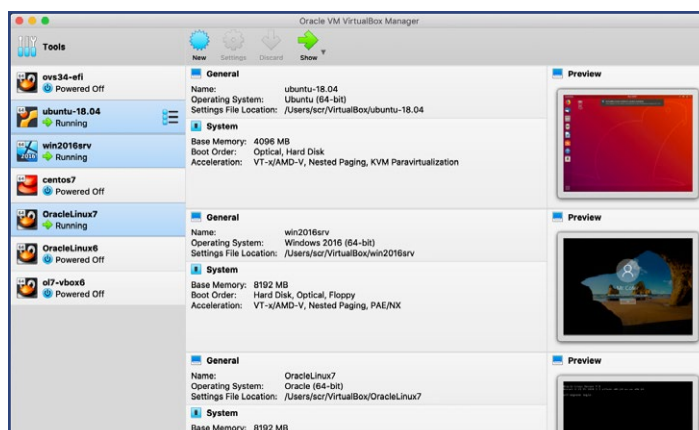 Oracle VM VirtualBox Manager
Tools
New Settings Discard Show
ovs34-efi
Powered Off
ubuntu-18.04
Running
win2016srv
Running
centos7
Powered Off
OracleLinux7
Running
OracleLinux6
Powered Off
ol7-vbox6
Powered Off
General
Name: ubuntu-18.04
Operating System: Ubuntu (64-bit)
Settings File Location: /Users/scr/VirtualBox/ubuntu-18.04
System
Base Memory: 4096 MB
Boot Order: Optical, Hard Disk
Acceleration: VT-x/AMD-V, Nested Paging, KVM Paravirtualization
Preview
General
Name: win2016srv
Operating System: Windows 2016 (64-bit)
Settings File Location: /Users/scr/VirtualBox/win2016srv
System
Base Memory: 8192 MB
Boot Order: Hard Disk, Optical, Floppy
Acceleration: VT-x/AMD-V, Nested Paging, PAE/NX
Preview
General
Name: OracleLinux7
Operating System: Oracle (64-bit)
Settings File Location: /Users/scr/VirtualBox/OracleLinux7
System
Base Memory: 8192 MB
Preview